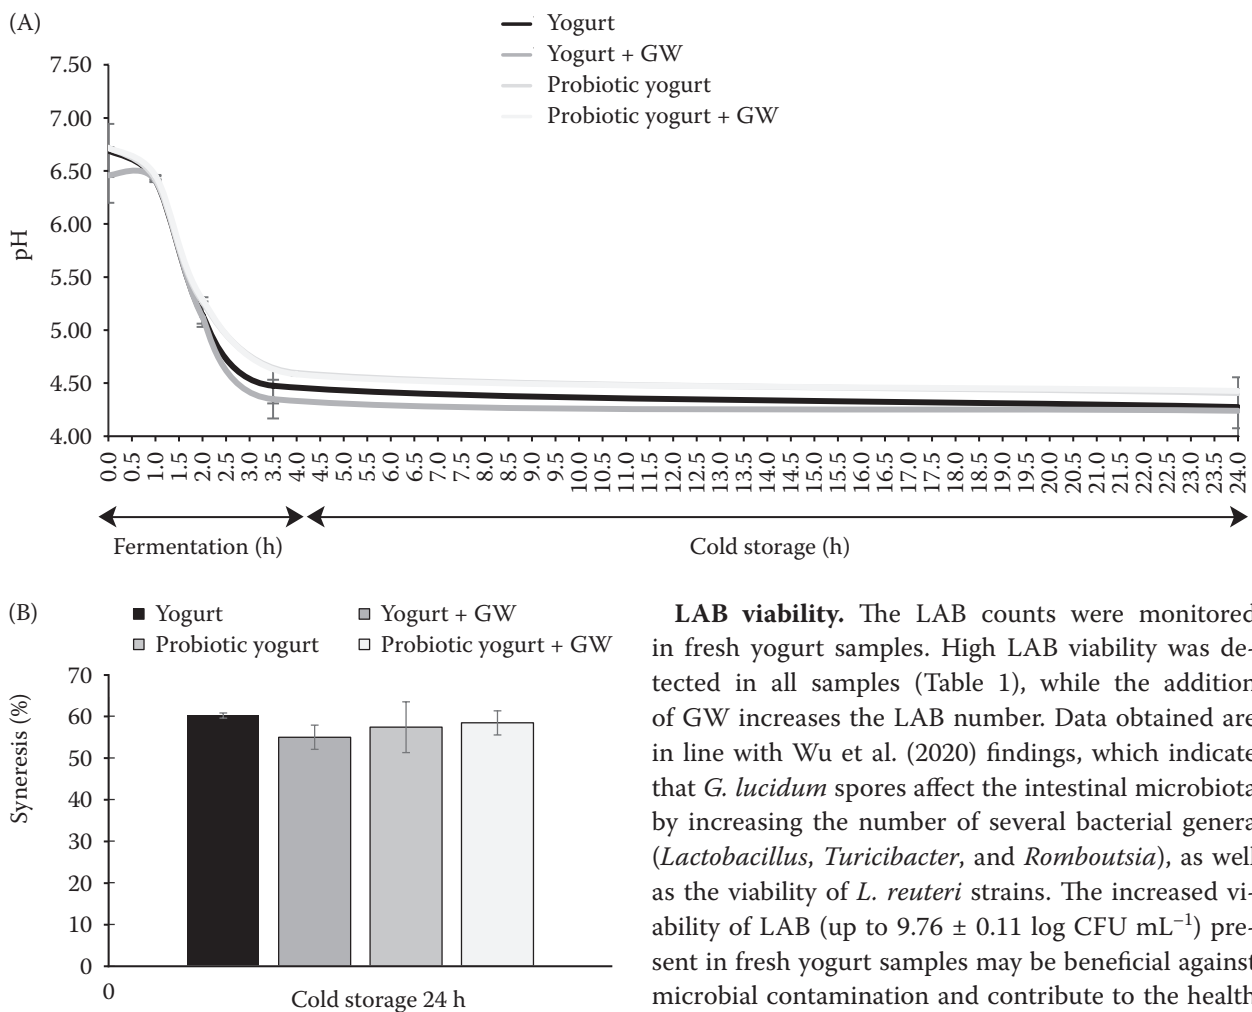 (A)
Yogurt
Yogurt + GW
Probiotic yogurt
Probiotic yogurt + GW
7.50
7.00
6.50
6.00
5.50
5.00
4.50
4.00
pH
0.0
0.5
1.0
1.5
2.0
2.5
3.0
3.5
4.0
4.5
5.0
5.5
6.0
6.5
7.0
7.5
8.0
8.5
9.0
9.5
10.0
10.5
11.0
11.5
12.0
12.5
13.0
13.5
14.0
14.5
15.0
15.5
16.0
16.5
17.0
17.5
18.0
18.5
19.0
19.5
20.0
20.5
21.0
21.5
22.0
22.5
23.0
23.5
24.0
Fermentation (h)
Cold storage (h)
(B)
Yogurt
Yogurt + GW
Probiotic yogurt
Probiotic yogurt + GW
70
60
50
40
30
20
10
0
Syneresis (%)
0
Cold storage 24 h
LAB viability. The LAB counts were monitored
in fresh yogurt samples. High LAB viability was de-
tected in all samples (Table 1), while the addition
of GW increases the LAB number. Data obtained are
in line with Wu et al. (2020) findings, which indicate
that G. lucidum spores affect the intestinal microbiota
by increasing the number of several bacterial genera
(Lactobacillus, Turicibacter, and Romboutsia), as well
as the viability of L. reuteri strains. The increased vi-
ability of LAB (up to 9.76 ± 0.11 log CFU mL–1) pre-
sent in fresh yogurt samples may be beneficial against
microbial contamination and contribute to the health